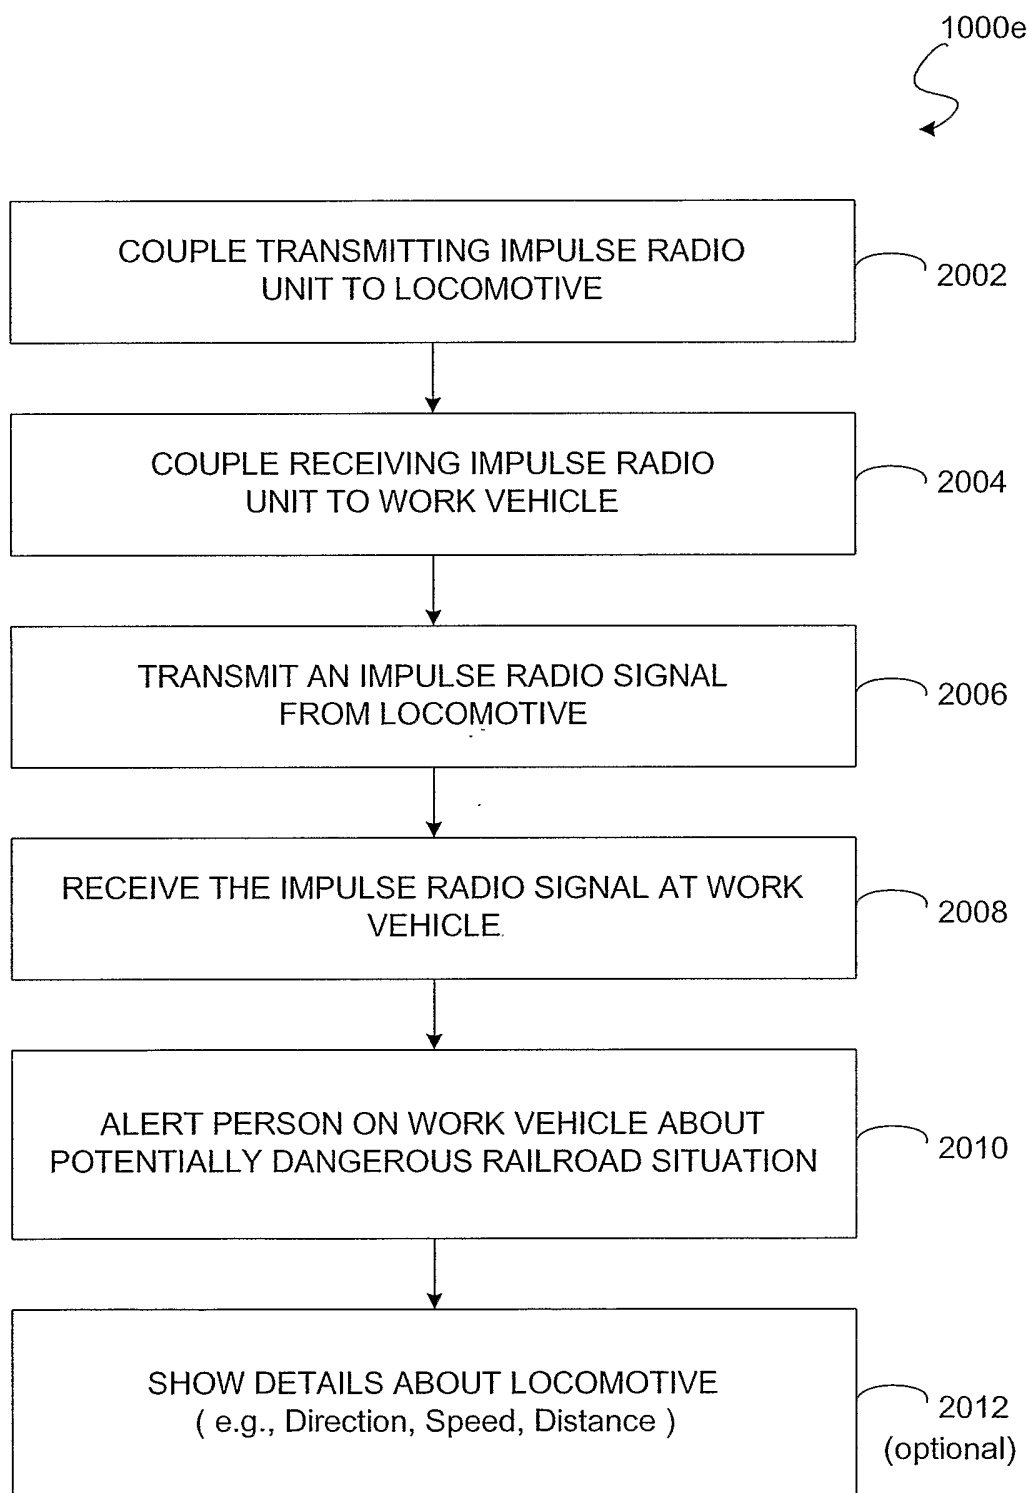 1000e
COUPLE TRANSMITTING IMPULSE RADIO
UNIT TO LOCOMOTIVE
2002
COUPLE RECEIVING IMPULSE RADIO
UNIT TO WORK VEHICLE
2004
TRANSMIT AN IMPULSE RADIO SIGNAL
FROM LOCOMOTIVE
2006
RECEIVE THE IMPULSE RADIO SIGNAL AT WORK
VEHICLE
2008
ALERT PERSON ON WORK VEHICLE ABOUT
POTENTIALLY DANGEROUS RAILROAD SITUATION
2010
SHOW DETAILS ABOUT LOCOMOTIVE
( e.g., Direction, Speed, Distance )
2012
(optional)